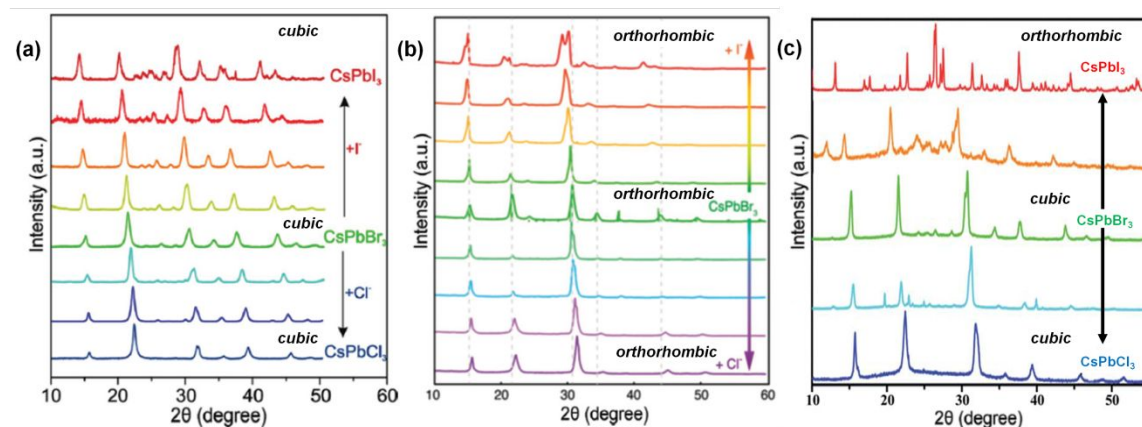 (a)
cubic
CsPbI3
+I-
cubic
CsPbBr3
+Cl-
cubic
CsPbCl3
Intensity (a.u.)
10 20 30 40 50 60
2θ (degree)
(b)
orthorhombic
+ I-
orthorhombic
CsPbBr3
orthorhombic
+ Cl-
Intensity (a.u.)
10 20 30 40 50 60
2θ (degree)
(c)
orthorhombic
CsPbI3
cubic
CsPbBr3
cubic
CsPbCl3
Intensity (a.u.)
10 20 30 40 50
2θ (degree)